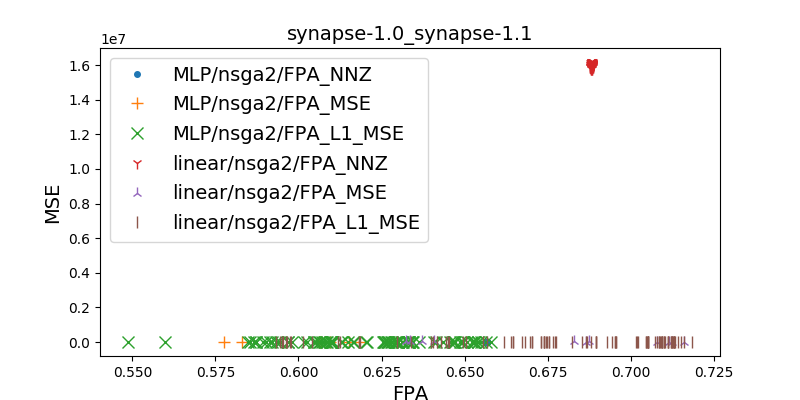 synapse-1.0_synapse-1.1
1e7
1.6
1.4
1.2
1.0
0.8
0.6
0.4
0.2
0.0
MSE
MLP/nsga2/FPA_NNZ
MLP/nsga2/FPA_MSE
MLP/nsga2/FPA_L1_MSE
linear/nsga2/FPA_NNZ
linear/nsga2/FPA_MSE
linear/nsga2/FPA_L1_MSE
0.550 0.575 0.600 0.625 0.650 0.675 0.700 0.725
FPA